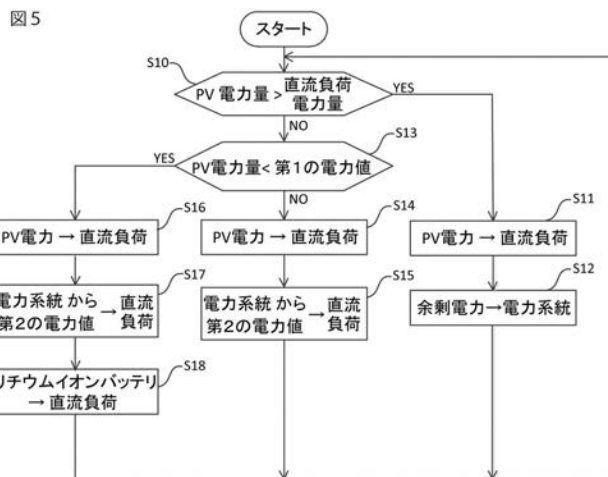 図5
スタート
S10
PV 電力量 > 直流負荷
電力量
YES
NO
S13
YES
PV電力量< 第1の電力値
NO
S16
PV電力 → 直流負荷
S14
PV電力 → 直流負荷
S11
PV電力 → 直流負荷
S17
電力系統 から → 直流
第2の電力値 負荷
S15
電力系統 から → 直流
第2の電力値 負荷
S12
余剰電力→電力系統
S18
リチウムイオンバッテリ
→ 直流負荷